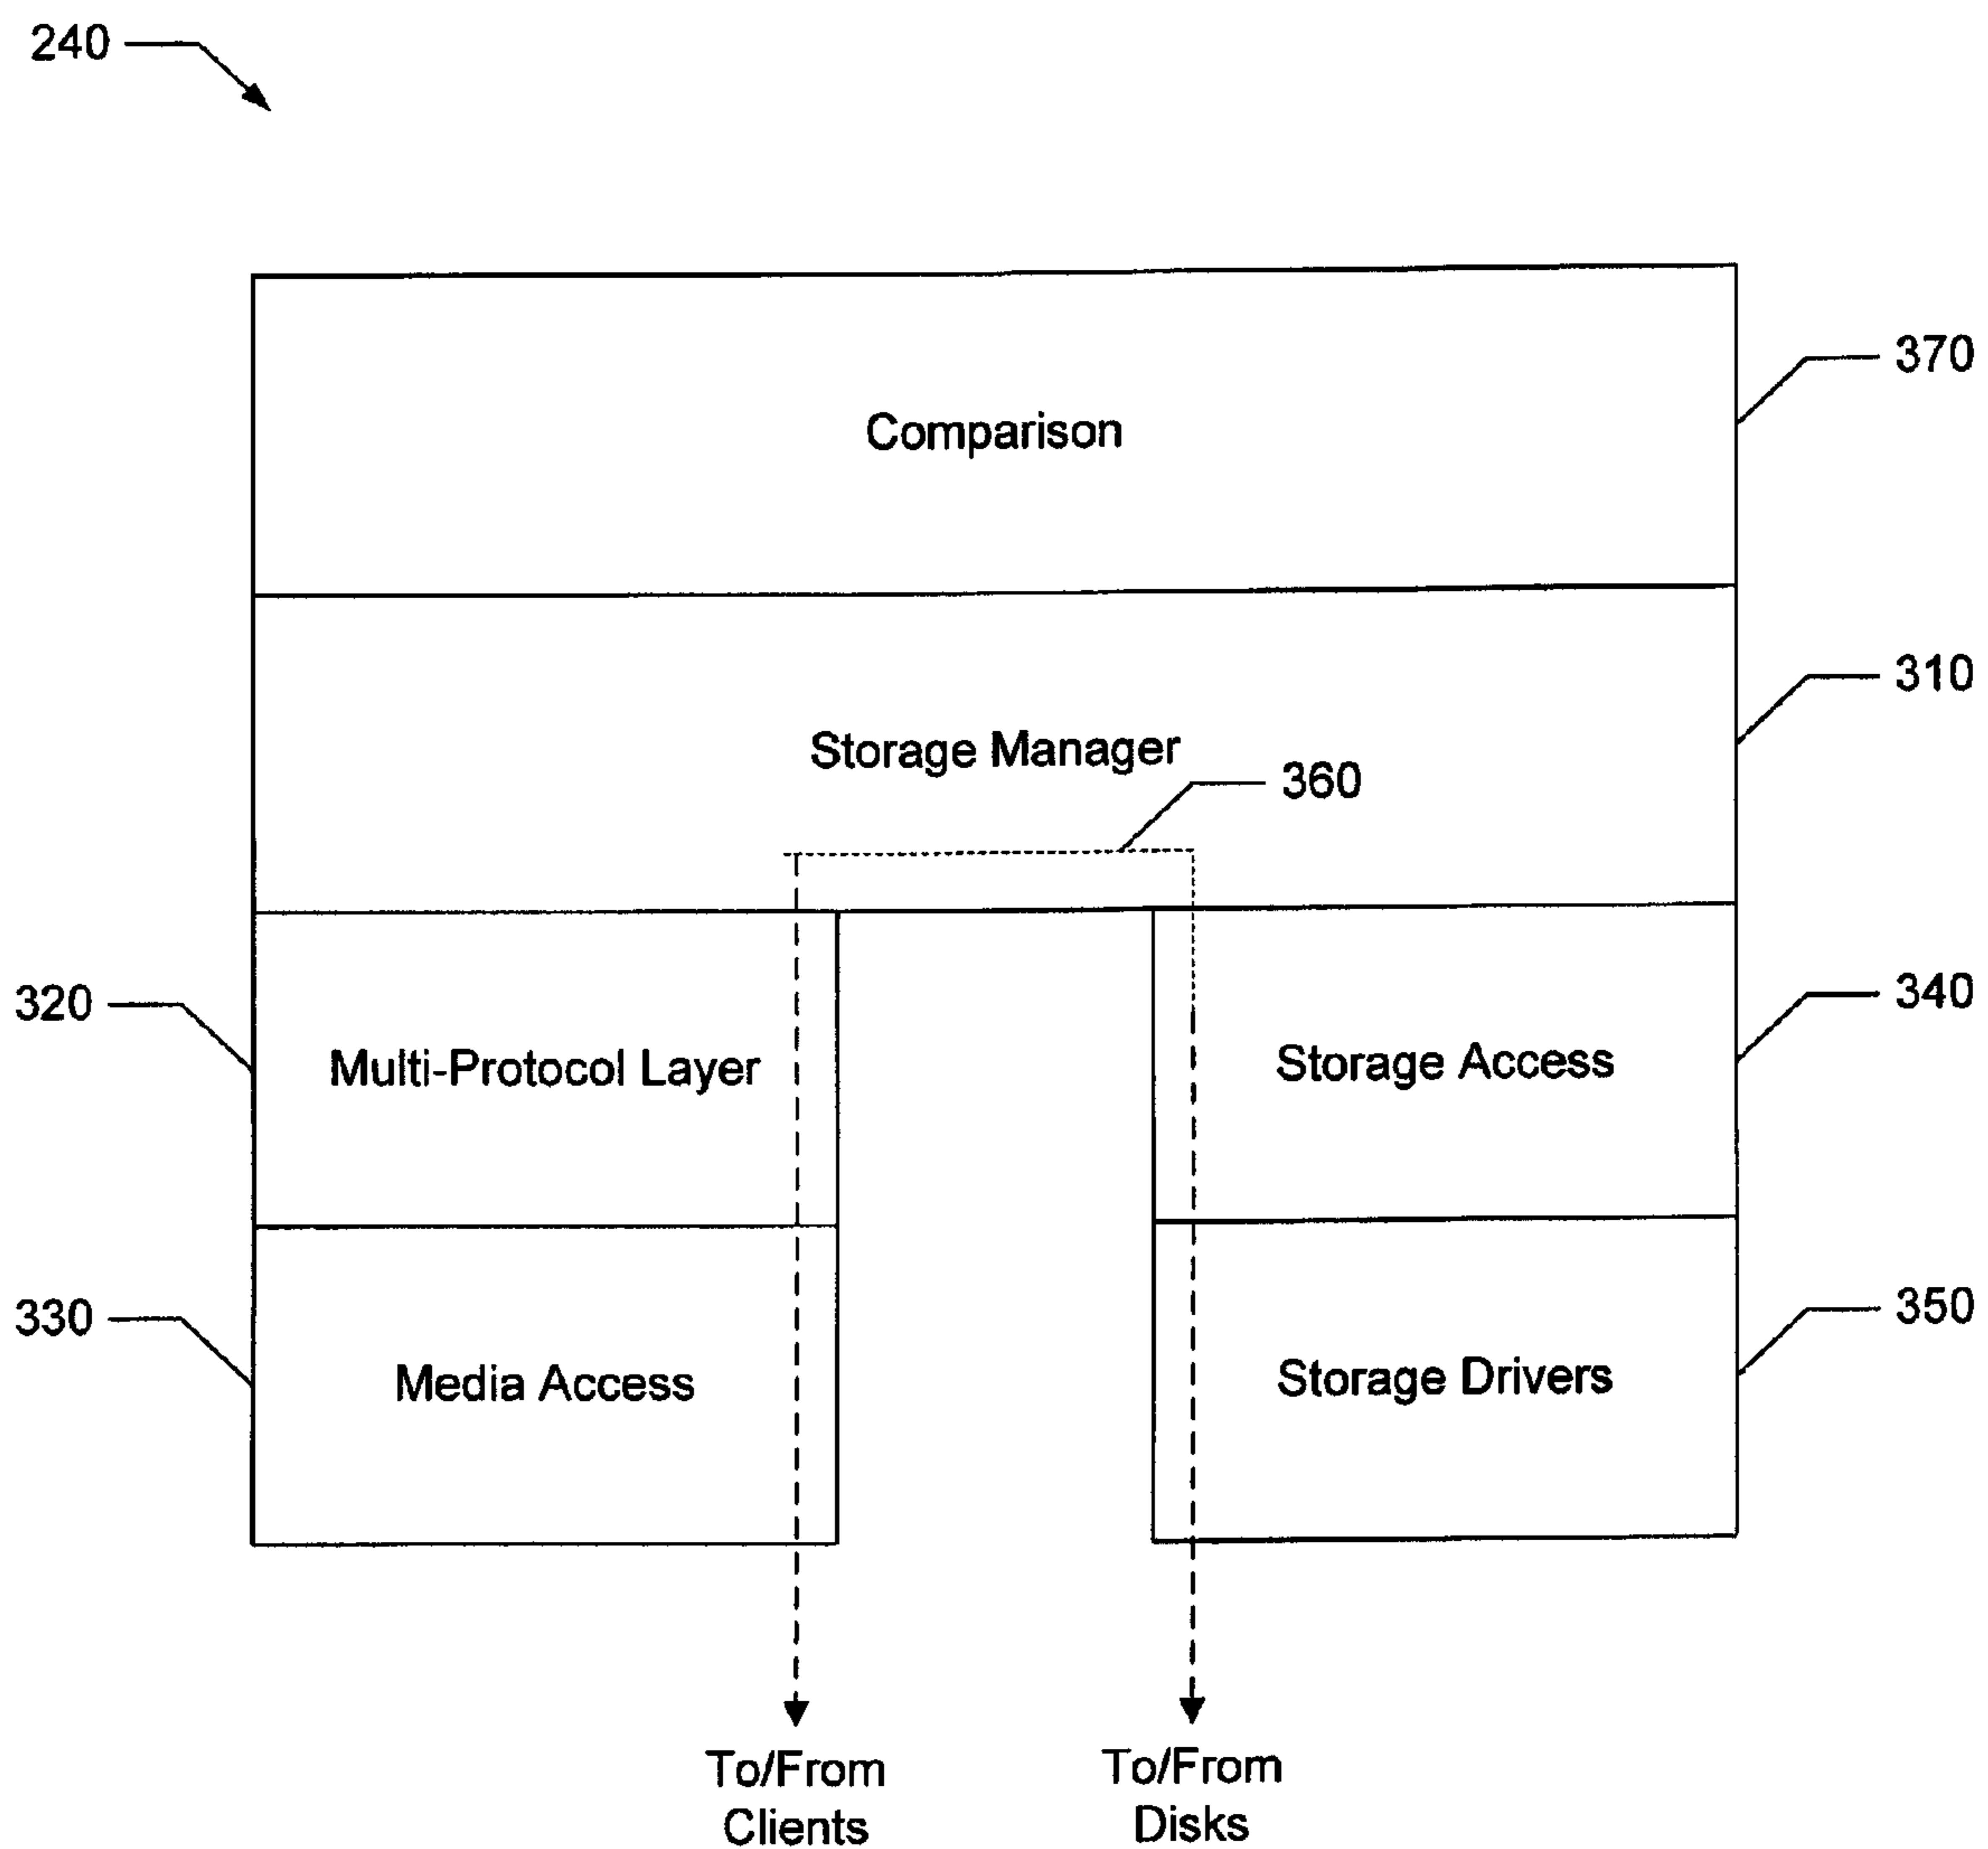 240
370
Comparison
310
Storage Manager
360
320
340
Multi-Protocol Layer
Storage Access
330
350
Media Access
Storage Drivers
To/From
Clients
To/From
Disks